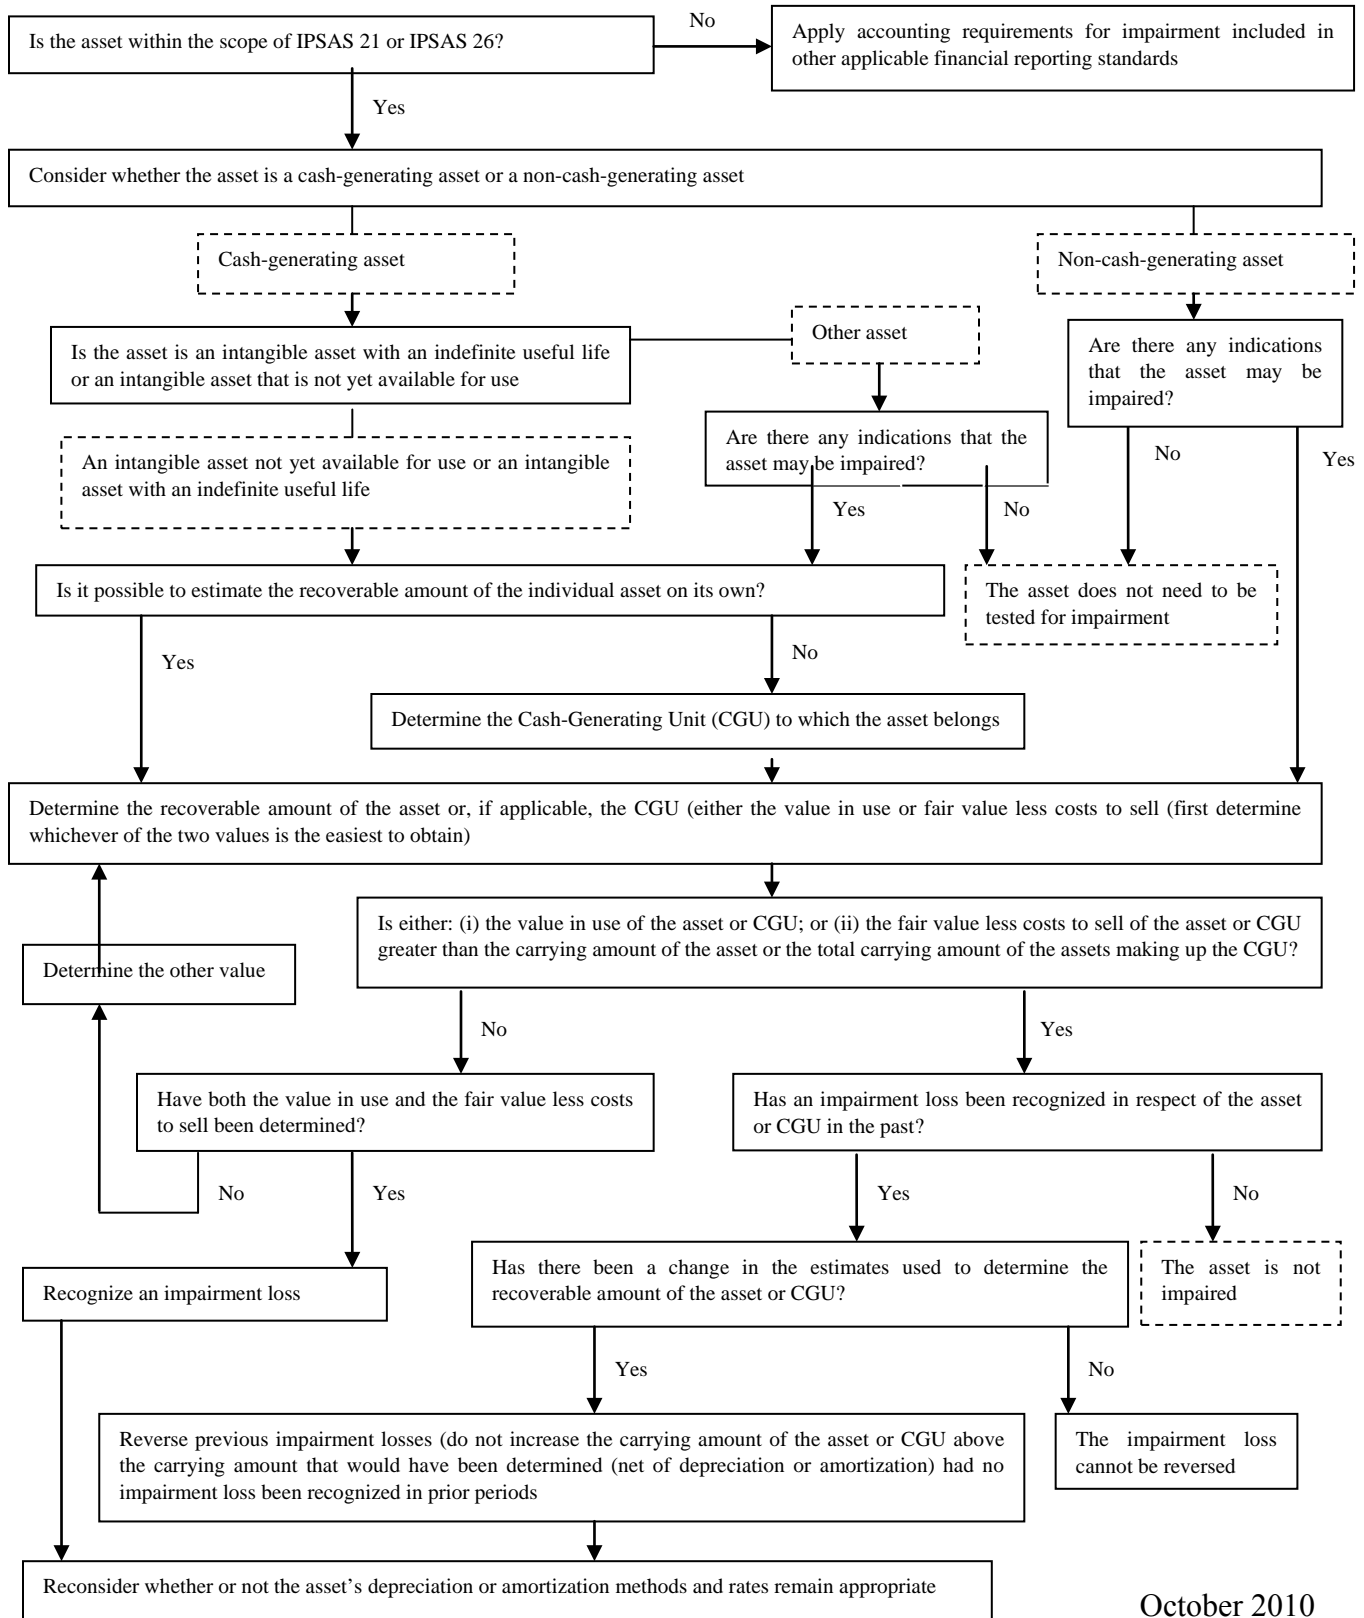 Is the asset within the scope of IPSAS 21 or IPSAS 26?
No
Apply accounting requirements for impairment included in
other applicable financial reporting standards
Yes
Consider whether the asset is a cash-generating asset or a non-cash-generating asset
Cash-generating asset
Non-cash-generating asset
Is the asset is an intangible asset with an indefinite useful life
or an intangible asset that is not yet available for use
Other asset
Are there any indications
that the asset may be
impaired?
An intangible asset not yet available for use or an intangible
asset with an indefinite useful life
Are there any indications that the
asset may be impaired?
No
Yes
Yes
No
Is it possible to estimate the recoverable amount of the individual asset on its own?
The asset does not need to be
tested for impairment
Yes
No
Determine the Cash-Generating Unit (CGU) to which the asset belongs
Determine the recoverable amount of the asset or, if applicable, the CGU (either the value in use or fair value less costs to sell (first determine
whichever of the two values is the easiest to obtain)
Is either: (i) the value in use of the asset or CGU; or (ii) the fair value less costs to sell of the asset or CGU
greater than the carrying amount of the asset or the total carrying amount of the assets making up the CGU?
Determine the other value
No
Yes
Have both the value in use and the fair value less costs
to sell been determined?
Has an impairment loss been recognized in respect of the asset
or CGU in the past?
No
Yes
Yes
No
Recognize an impairment loss
Has there been a change in the estimates used to determine the
recoverable amount of the asset or CGU?
The asset is not
impaired
Yes
No
Reverse previous impairment losses (do not increase the carrying amount of the asset or CGU above
the carrying amount that would have been determined (net of depreciation or amortization) had no
impairment loss been recognized in prior periods
The impairment loss
cannot be reversed
Reconsider whether or not the asset's depreciation or amortization methods and rates remain appropriate
October 2010